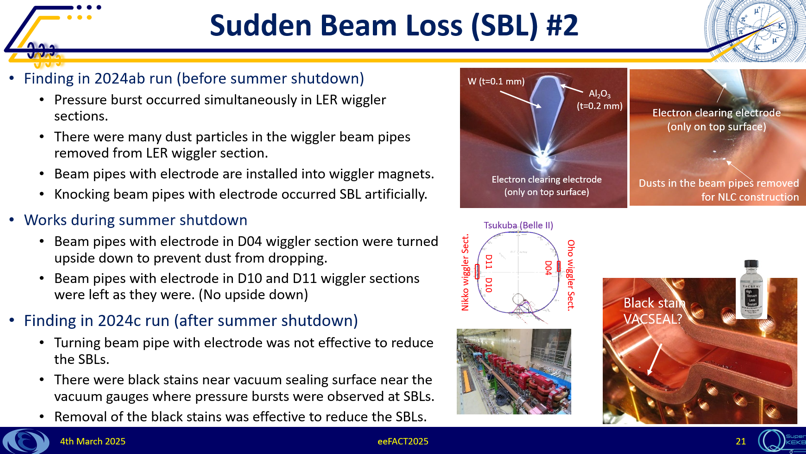 Sudden Beam Loss (SBL) #2
• Finding in 2024ab run (before summer shutdown)
• Pressure burst occurred simultaneously in LER wiggler
sections.
• There were many dust particles in the wiggler beam pipes
removed from LER wiggler section.
• Beam pipes with electrode are installed into wiggler magnets.
• Knocking beam pipes with electrode occurred SBL artificially.
• Works during summer shutdown
• Beam pipes with electrode in D04 wiggler section were turned
upside down to prevent dust from dropping.
• Beam pipes with electrode in D10 and D11 wiggler sections
were left as they were. (No upside down)
• Finding in 2024c run (after summer shutdown)
• Turning beam pipe with electrode was not effective to reduce
the SBLs.
• There were black stains near vacuum sealing surface near the
vacuum gauges where pressure bursts were observed at SBLs.
• Removal of the black stains was effective to reduce the SBLs.
W (t=0.1 mm)
Al₂O₃
(t=0.2 mm)
Electron clearing electrode
(only on top surface)
Electron clearing electrode
(only on top surface)
Dusts in the beam pipes removed
for NLC construction
Tsukuba (Belle II)
Nikko wiggler Sect.
D11
D10
D04
Oho wiggler Sect.
Black stain
VACSEAL?
4th March 2025
eeFACT2025
21
Super
KEKB